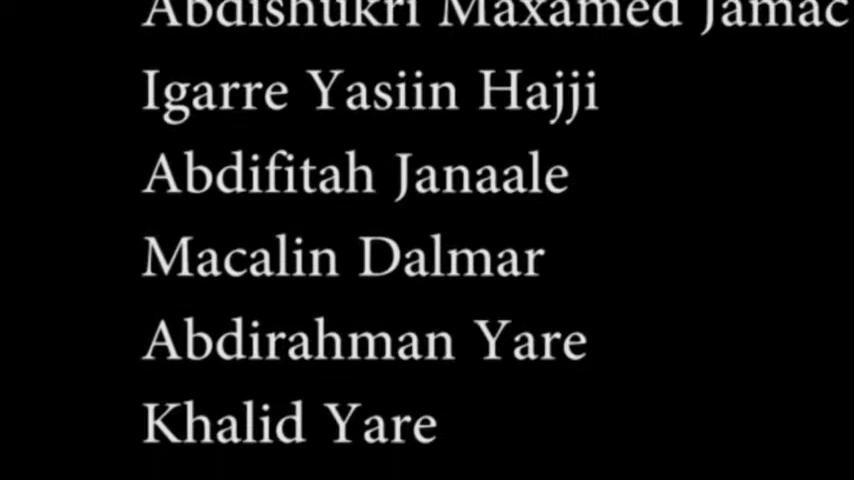 Abdishukri Maxamed Jamac
Igarre Yasiin Hajji
Abdifitah Janaale
Macalin Dalmar
Abdirahman Yare
Khalid Yare